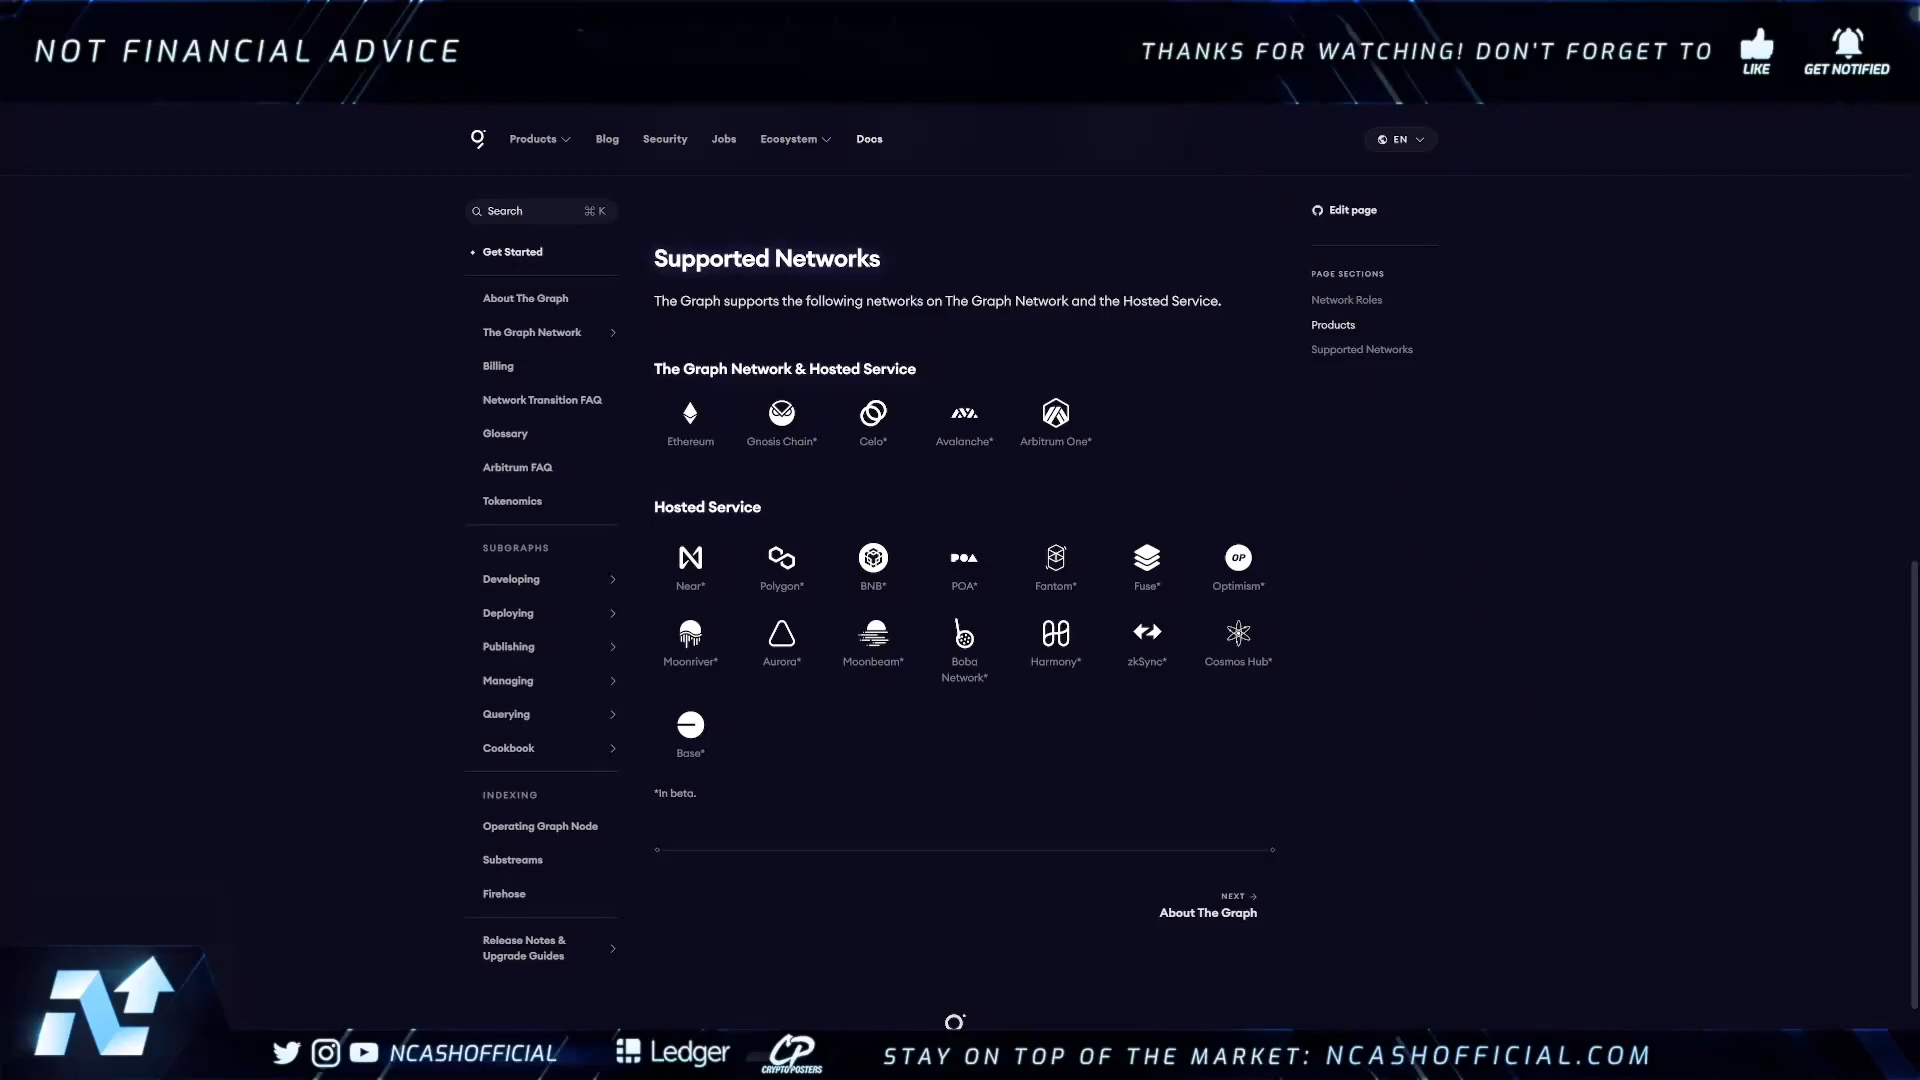 NOT FINANCIAL ADVICE
THANKS FOR WATCHING! DON'T FORGET TO
LIKE
GET NOTIFIED
Products
Blog
Security
Jobs
Ecosystem
Docs
EN
Search
⌘ K
Get Started
About The Graph
The Graph Network
Billing
Network Transition FAQ
Glossary
Arbitrum FAQ
Tokenomics
SUBGRAPHS
Developing
Deploying
Publishing
Managing
Querying
Cookbook
INDEXING
Operating Graph Node
Substreams
Firehose
Release Notes &
Upgrade Guides
Supported Networks
The Graph supports the following networks on The Graph Network and the Hosted Service.
The Graph Network & Hosted Service
Ethereum
Gnosis Chain*
Celo*
Avalanche*
Arbitrum One*
Hosted Service
Near*
Polygon*
POA
OP
BNB*
POA*
Fantom*
Fuse*
Optimism*
Moonriver*
Aurora*
Moonbeam*
Boba
Network*
Harmony*
zkSync*
Cosmos Hub*
Base*
*In beta.
NEXT →
About The Graph
Edit page
PAGE SECTIONS
Network Roles
Products
Supported Networks
NCASHOFFICIAL
Ledger
CP
CRYPTOPOSTERS
STAY ON TOP OF THE MARKET: NCASHOFFICIAL.COM